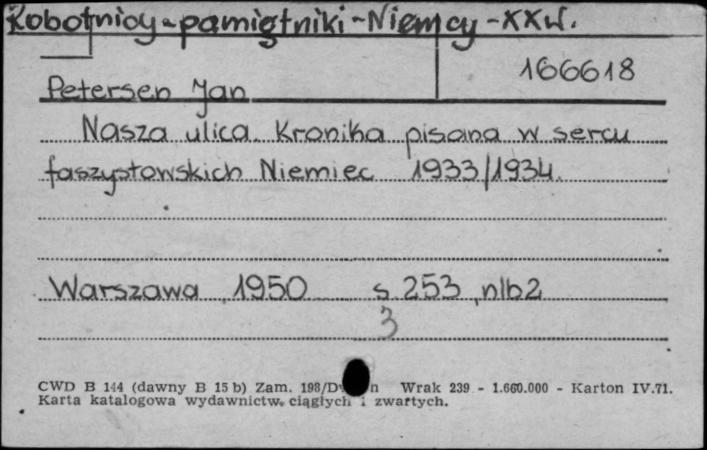 Robotnicy - pamiętniki - Niemcy - XX w.
166618
Petersen Jan
Nasza ulica. Kronika pisana w sercu
faszystowskich Niemiec 1933/1934.
Warszawa 1950 s 253, nlb2
3
CWD B 144 (dawny B 15 b) Zam. 198/D n Wrak 239 - 1.660.000 - Karton IV.71.
Karta katalogowa wydawnictw ciągłych i zwartych.